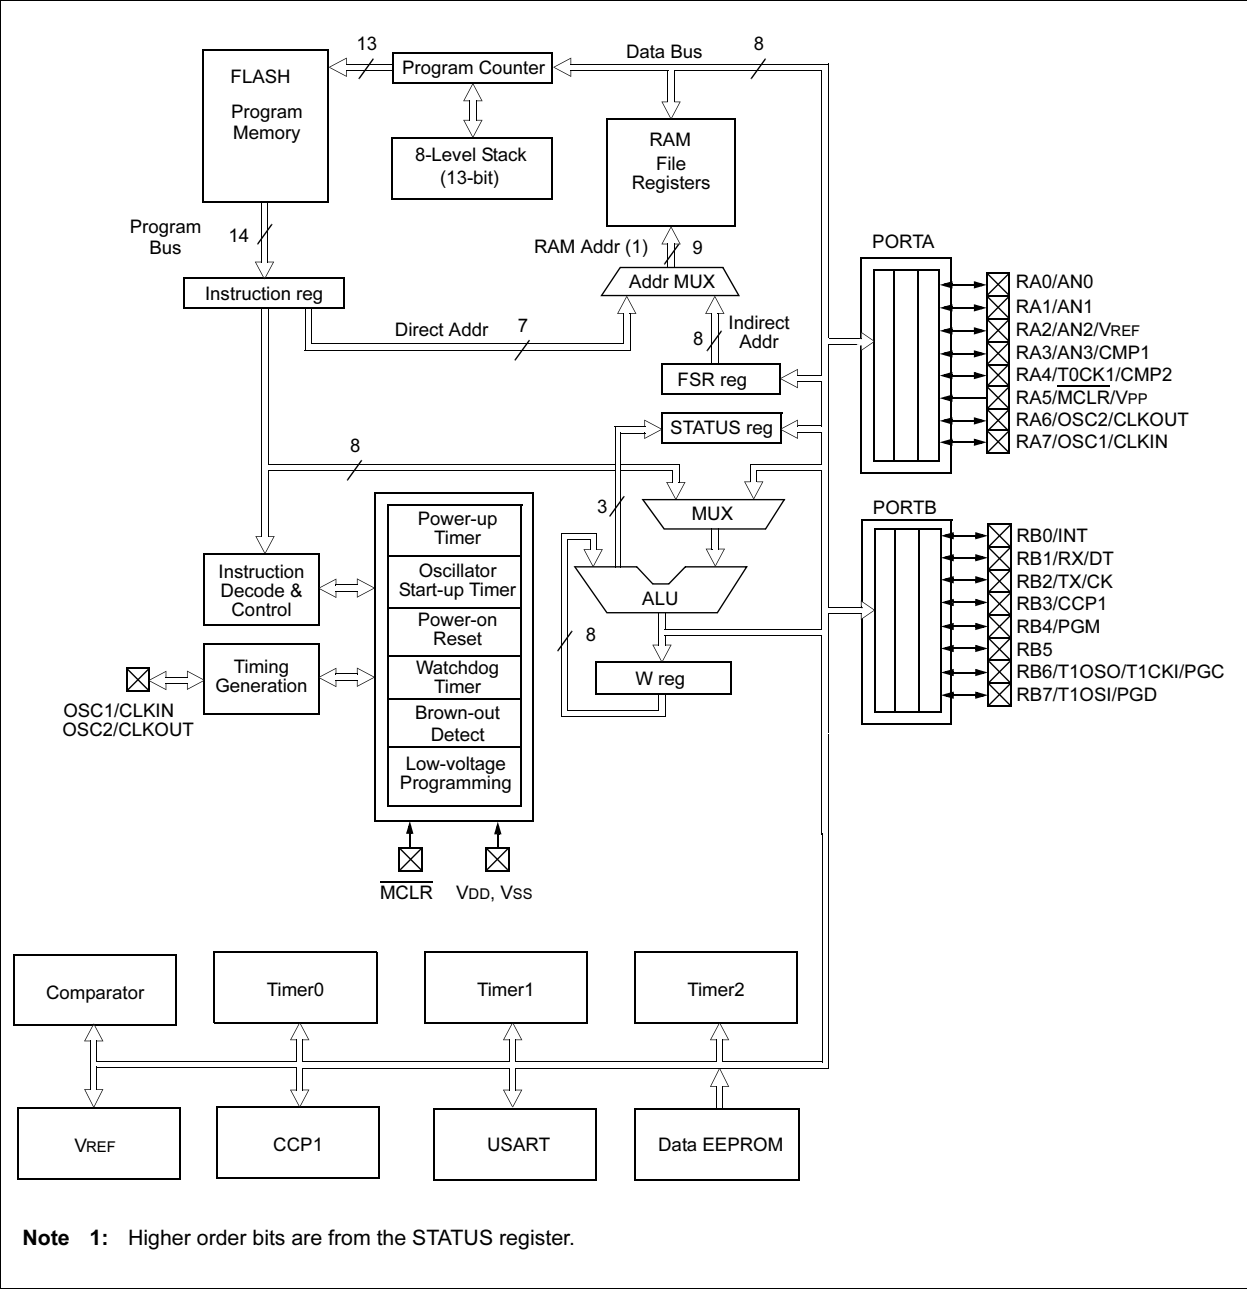 13
Data Bus
8
FLASH
Program
Memory
Program Counter
8-Level Stack
(13-bit)
RAM
File
Registers
Program
Bus
14
RAM Addr (1)
9
PORTA
Instruction reg
Addr MUX
Direct Addr
7
8
Indirect
Addr
FSR reg
STATUS reg
RA0/AN0
RA1/AN1
RA2/AN2/VREF
RA3/AN3/CMP1
RA4/T0CK1/CMP2
RA5/MCLR/VPP
RA6/OSC2/CLKOUT
RA7/OSC1/CLKIN
8
3
MUX
PORTB
Power-up
Timer
Oscillator
Start-up Timer
Power-on
Reset
Watchdog
Timer
Brown-out
Detect
Low-voltage
Programming
Instruction
Decode &
Control
Timing
Generation
OSC1/CLKIN
OSC2/CLKOUT
ALU
8
W reg
RB0/INT
RB1/RX/DT
RB2/TX/CK
RB3/CCP1
RB4/PGM
RB5
RB6/T1OSO/T1CKI/PGC
RB7/T1OSI/PGD
MCLR
VDD, VSS
Comparator
Timer0
Timer1
Timer2
VREF
CCP1
USART
Data EEPROM
Note 1: Higher order bits are from the STATUS register.